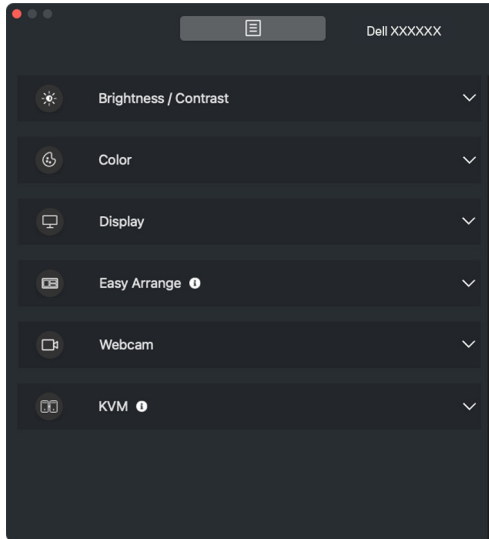 Dell XXXXXX
Brightness / Contrast
Color
Display
Easy Arrange
Webcam
KVM